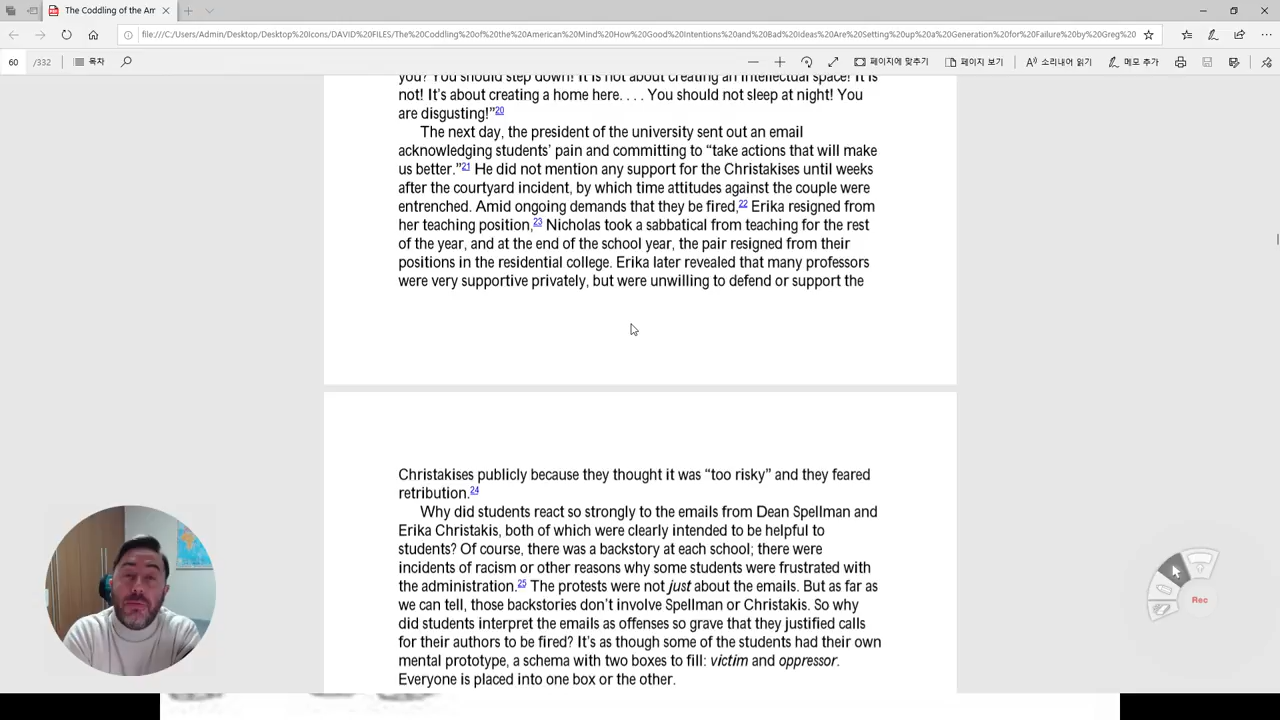 The Coddling of the Am
file:///C:/Users/Admin/Desktop/Desktop%20Icons/DAVID%20FILES/The%20Coddling%20of%20the%20American%20Mind%20How%20Good%20Intentions%20and%20Bad%20Ideas%20Are%20Setting%20up%20a%20Generation%20for%20Failure%20by%20Greg%20
60 /332 목차 페이지에 맞추기 페이지 보기 소리내어 읽기 메모 추가
you? You should step down! It is not about creating an intellectual space! It is
not! It's about creating a home here. . . . You should not sleep at night! You
are disgusting!”20
The next day, the president of the university sent out an email
acknowledging students’ pain and committing to “take actions that will make
us better.”21 He did not mention any support for the Christakises until weeks
after the courtyard incident, by which time attitudes against the couple were
entrenched. Amid ongoing demands that they be fired,22 Erika resigned from
her teaching position,23 Nicholas took a sabbatical from teaching for the rest
of the year, and at the end of the school year, the pair resigned from their
positions in the residential college. Erika later revealed that many professors
were very supportive privately, but were unwilling to defend or support the
Christakises publicly because they thought it was “too risky” and they feared
retribution.24
Why did students react so strongly to the emails from Dean Spellman and
Erika Christakis, both of which were clearly intended to be helpful to
students? Of course, there was a backstory at each school; there were
incidents of racism or other reasons why some students were frustrated with
the administration.25 The protests were not just about the emails. But as far as
we can tell, those backstories don’t involve Spellman or Christakis. So why
did students interpret the emails as offenses so grave that they justified calls
for their authors to be fired? It’s as though some of the students had their own
mental prototype, a schema with two boxes to fill: victim and oppressor.
Everyone is placed into one box or the other.
Rec